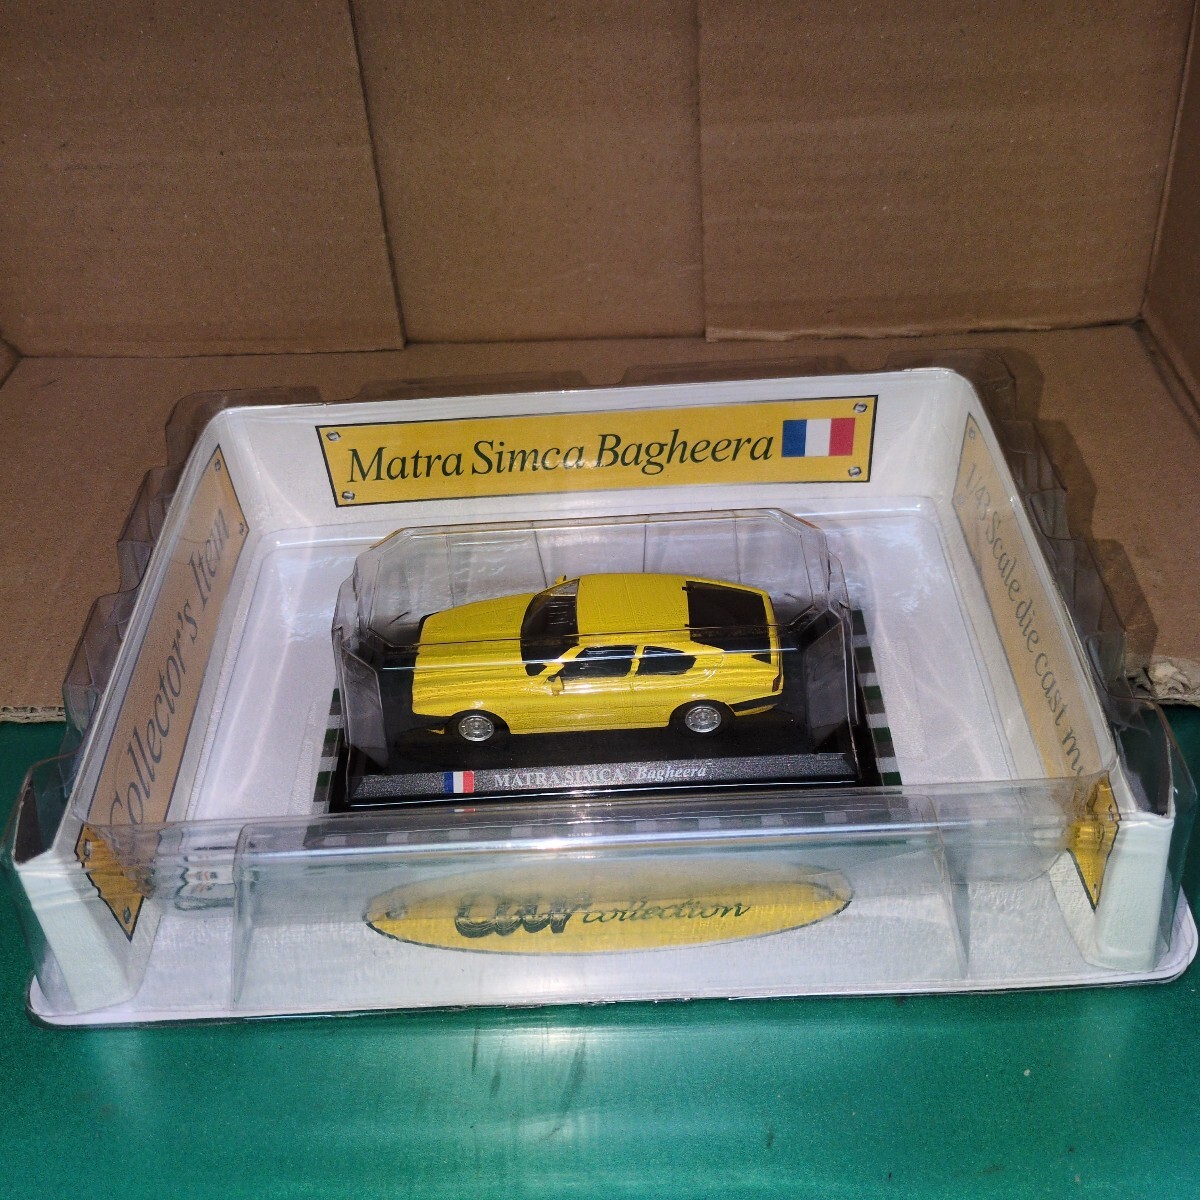 Matra Simca Bagheera
Collector's Item
1/43 Scale die cast m
MATRA SIMCA Bagheera
collection